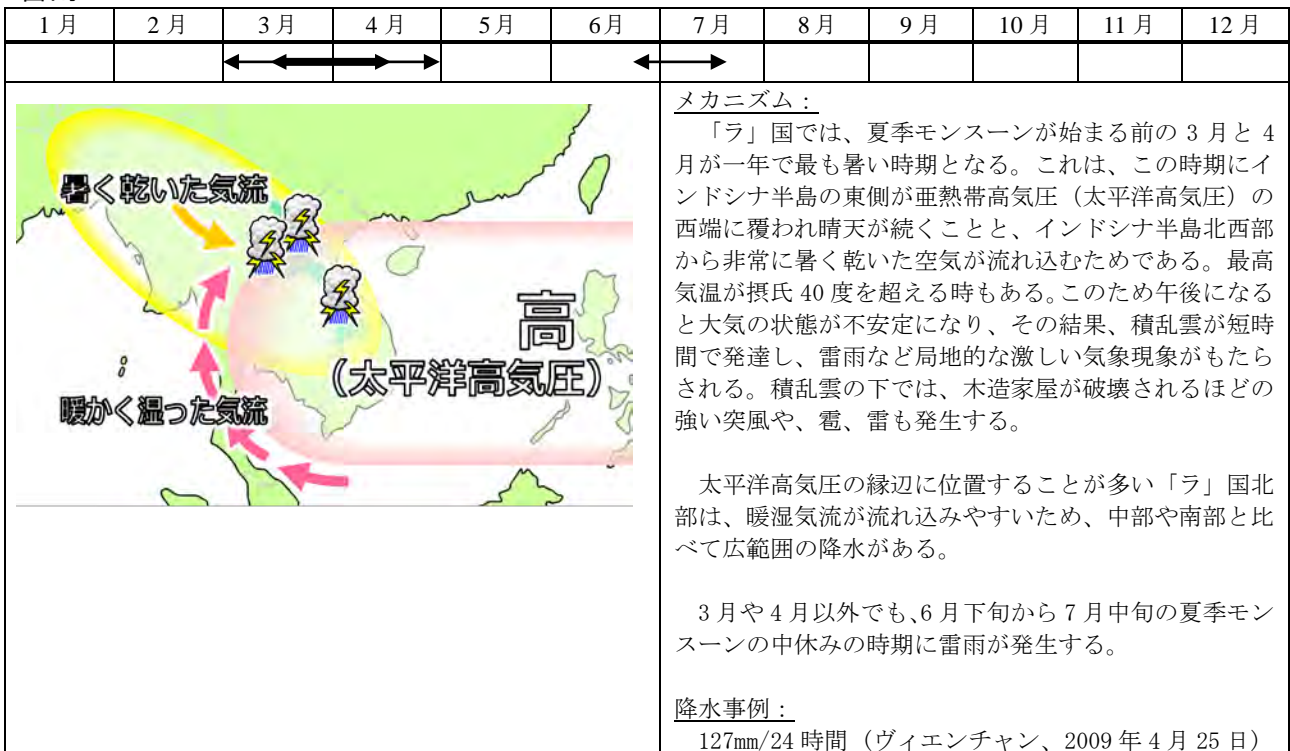 1月 2月 3月 4月 5月 6月 7月 8月 9月 10月 11月 12月
暑く乾いた気流
高
（太平洋高気圧）
暖かく湿った気流
メカニズム：
「ラ」国では、夏季モンスーンが始まる前の 3 月と 4
月が一年で最も暑い時期となる。これは、この時期にイ
ンドシナ半島の東側が亜熱帯高気圧（太平洋高気圧）の
西端に覆われ晴天が続くことと、インドシナ半島北西部
から非常に暑く乾いた空気が流れ込むためである。最高
気温が摂氏 40 度を超える時もある。このため午後になる
と大気の状態が不安定になり、その結果、積乱雲が短時
間で発達し、雷雨など局地的な激しい気象現象がもたら
される。積乱雲の下では、木造家屋が破壊されるほどの
強い突風や、雹、雷も発生する。
太平洋高気圧の縁辺に位置することが多い「ラ」国北
部は、暖湿気流が流れ込みやすいため、中部や南部と比
べて広範囲の降水がある。
3 月や 4 月以外でも、6 月下旬から 7 月中旬の夏季モン
スーンの中休みの時期に雷雨が発生する。
降水事例：
127㎜/24 時間（ヴィエンチャン、2009 年 4 月 25 日）